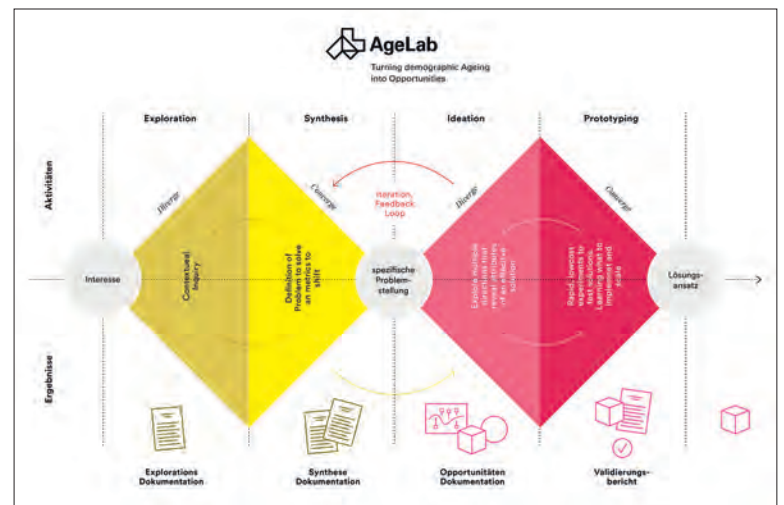 AgeLab
Turning demographic Ageing
into Opportunities
Exploration
Synthesis
Ideation
Prototyping
Aktivitäten
Diverge
Converge
Iteration,
Feedback
Loop
Diverge
Converge
Interesse
Contextual
Inquiry
Definition of
Problem to solve
an metrics to
shift
spezifische
Problem-
stellung
Explore multiple
directions that
reveal attributes
of an effective
solution
Rapid, lowcost
experiments to
test solutions.
Learning what to
implement and
scale
Lösungs-
ansatz
Ergebnisse
Explorations
Dokumentation
Synthese
Dokumentation
Opportunitäten
Dokumentation
Validierungs-
bericht